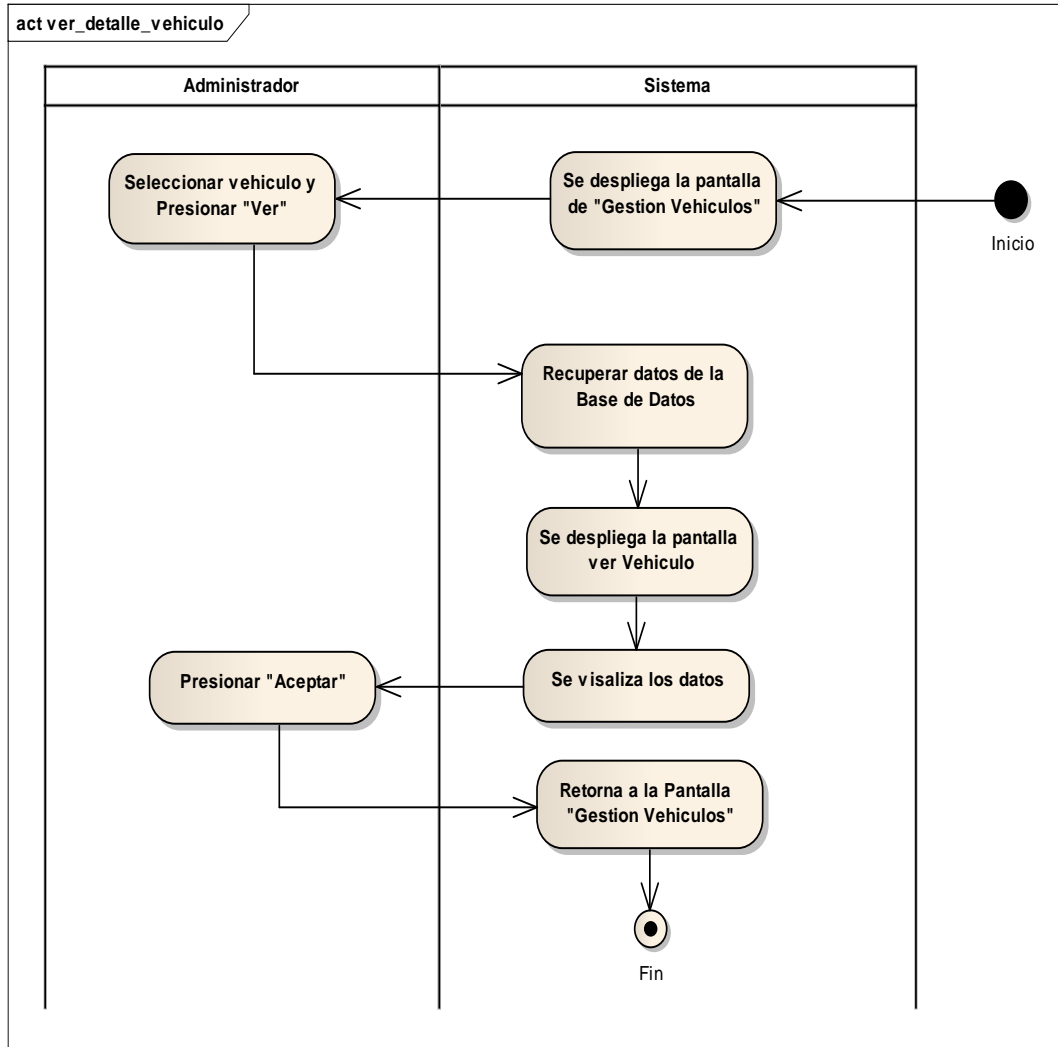 act ver_detalle_vehiculo
Administrador
Sistema
Seleccionar vehiculo y
Presionar "Ver"
Se despliega la pantalla
de "Gestion Vehiculos"
Inicio
Recuperar datos de la
Base de Datos
Se despliega la pantalla
ver Vehiculo
Presionar "Aceptar"
Se visaliza los datos
Retorna a la Pantalla
"Gestion Vehiculos"
Fin